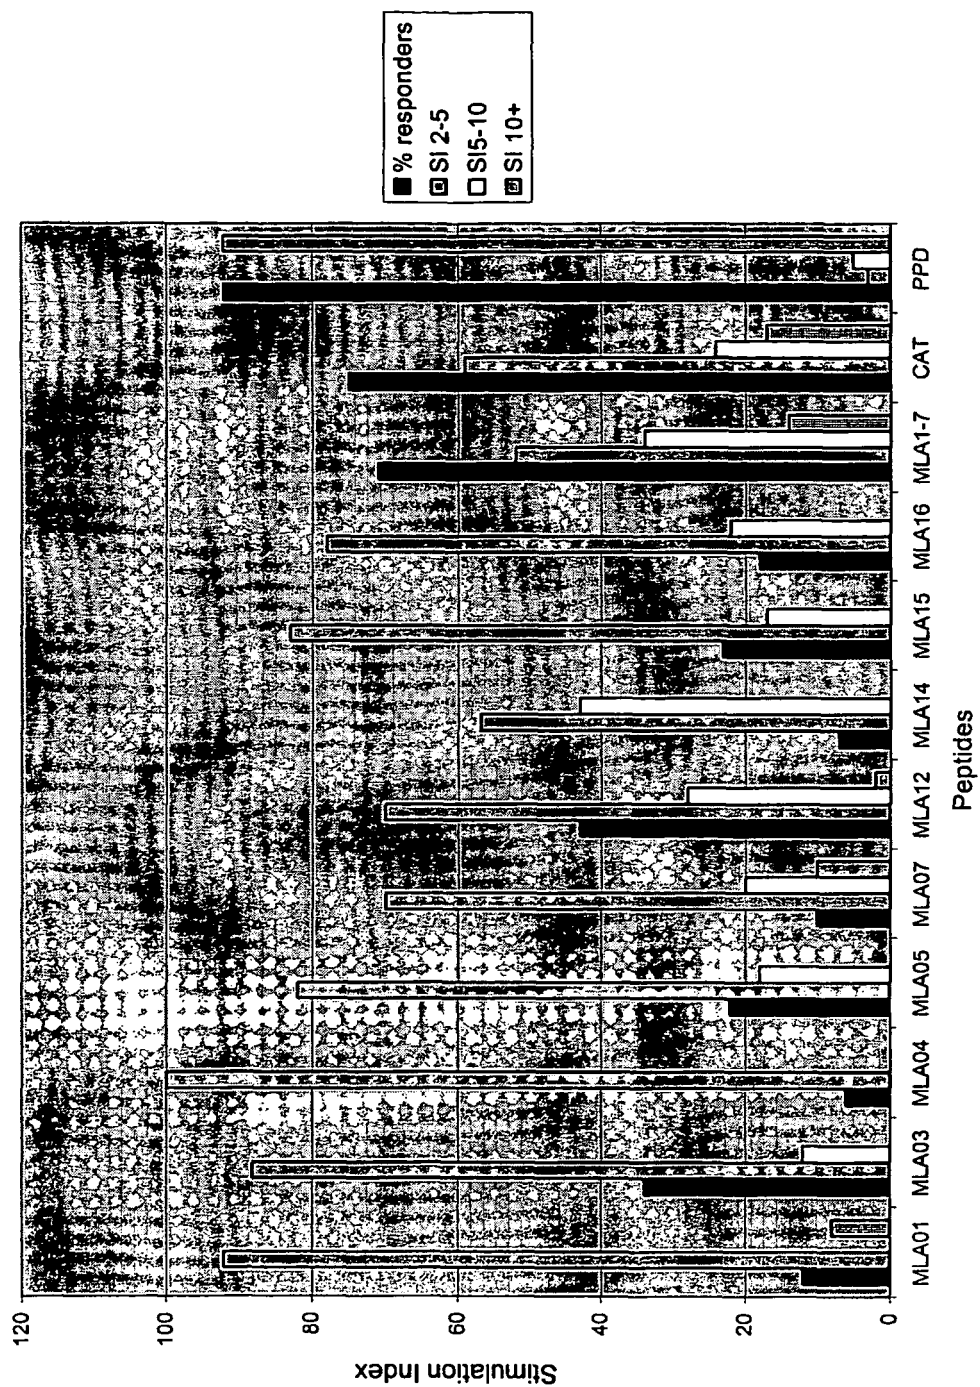 % responders
SI 2-5
SI5-10
SI 10+
Stimulation Index
120
100
80
60
40
20
0
MLA01 MLA03 MLA04 MLA05 MLA07 MLA12 MLA14 MLA15 MLA16 MLA1-7 CAT PPD
Peptides